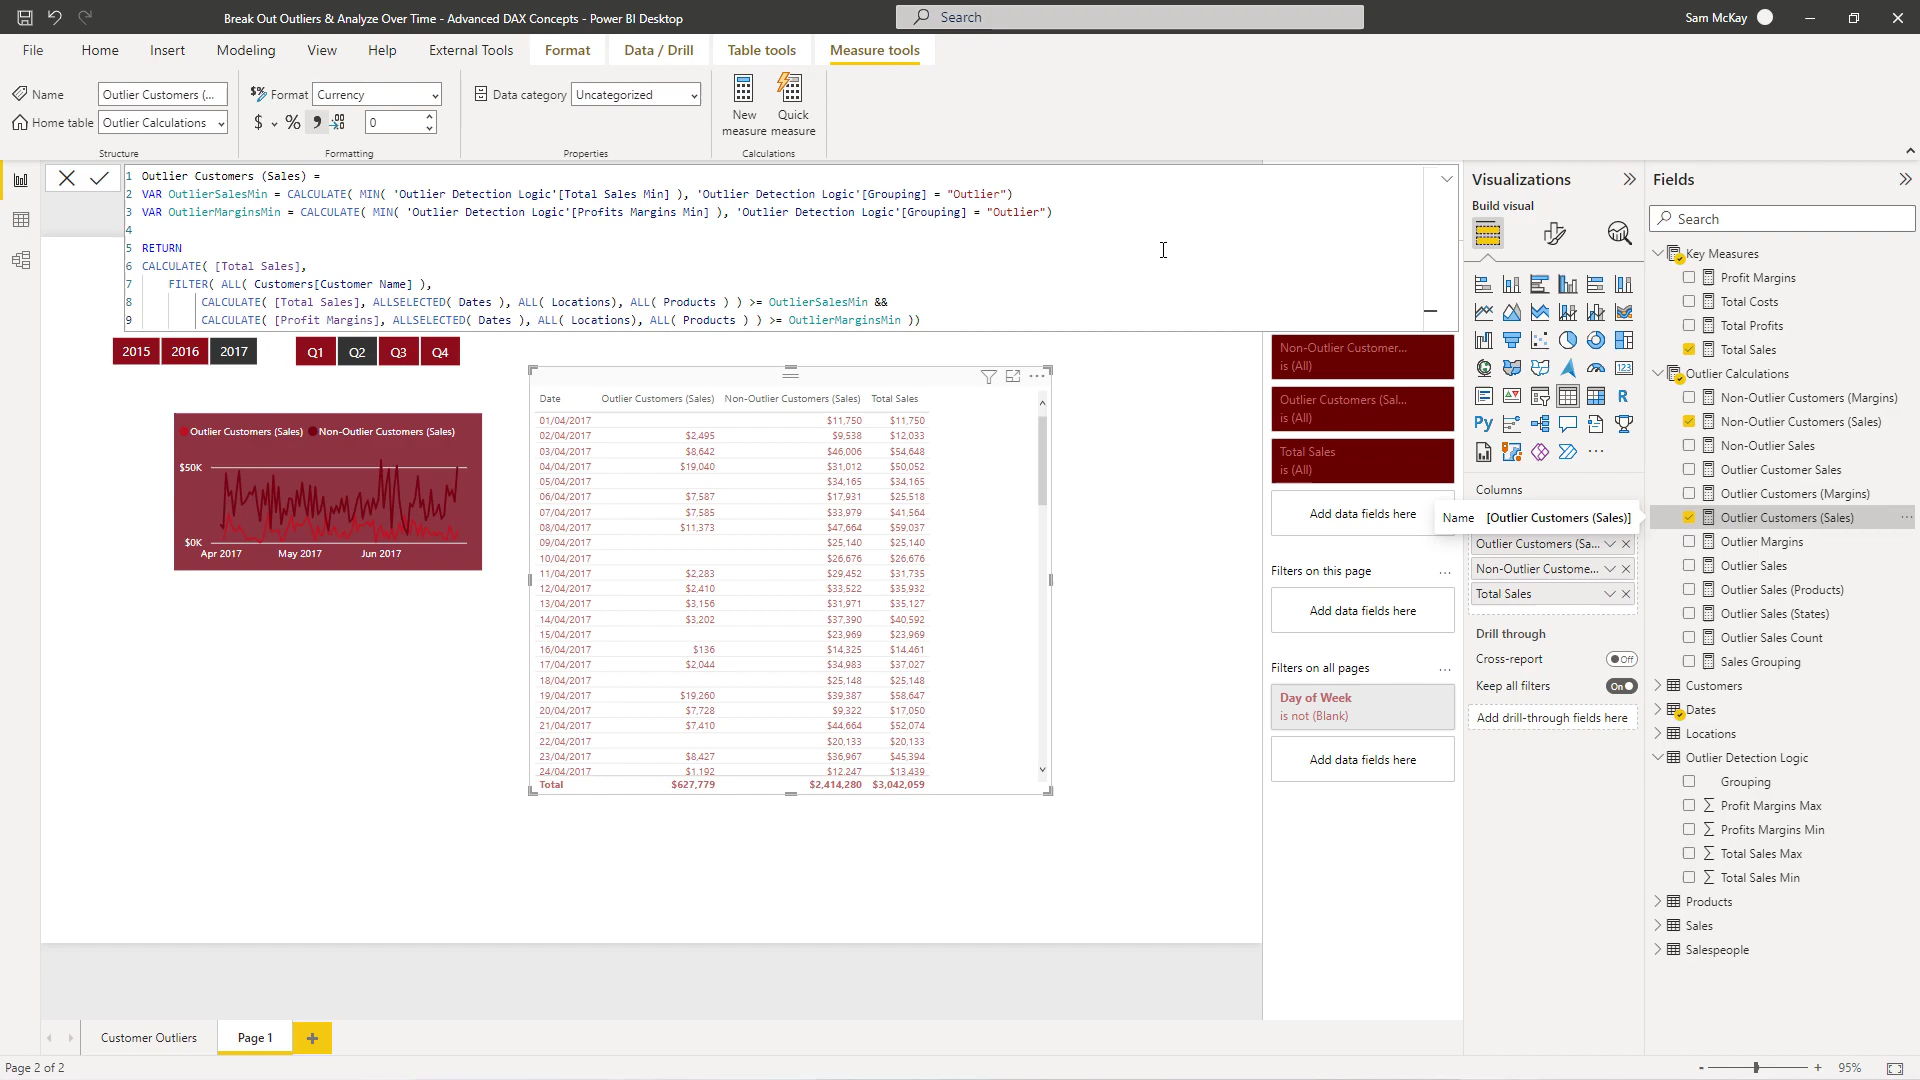 Break Out Outliers & Analyze Over Time - Advanced DAX Concepts - Power BI Desktop
Search
Sam McKay
File Home Insert Modeling View Help External Tools Format Data / Drill Table tools Measure tools
Name Outlier Customers (...
Home table Outlier Calculations
Structure
Format Currency
$ % 0
Formatting
Data category Uncategorized
Properties
New measure
Quick measure
Calculations
1 Outlier Customers (Sales) =
2 VAR OutlierSalesMin = CALCULATE( MIN( 'Outlier Detection Logic'[Total Sales Min] ), 'Outlier Detection Logic'[Grouping] = "Outlier")
3 VAR OutlierMarginsMin = CALCULATE( MIN( 'Outlier Detection Logic'[Profits Margins Min] ), 'Outlier Detection Logic'[Grouping] = "Outlier")
4
5 RETURN
6 CALCULATE( [Total Sales],
7 FILTER( ALL( Customers[Customer Name] ),
8 CALCULATE( [Total Sales], ALLSELECTED( Dates ), ALL( Locations), ALL( Products ) ) >= OutlierSalesMin &&
9 CALCULATE( [Profit Margins], ALLSELECTED( Dates ), ALL( Locations), ALL( Products ) ) >= OutlierMarginsMin ))
2015 2016 2017 Q1 Q2 Q3 Q4
Outlier Customers (Sales) Non-Outlier Customers (Sales)
$50K
$0K
Apr 2017 May 2017 Jun 2017
Date Outlier Customers (Sales) Non-Outlier Customers (Sales) Total Sales
01/04/2017 $11,750 $11,750
02/04/2017 $2,495 $9,538 $12,033
03/04/2017 $8,642 $46,006 $54,648
04/04/2017 $19,040 $31,012 $50,052
05/04/2017 $34,165 $34,165
06/04/2017 $7,587 $17,931 $25,518
07/04/2017 $7,585 $33,979 $41,564
08/04/2017 $11,373 $47,664 $59,037
09/04/2017 $25,140 $25,140
10/04/2017 $26,676 $26,676
11/04/2017 $2,283 $29,452 $31,735
12/04/2017 $2,410 $33,522 $35,932
13/04/2017 $3,156 $31,971 $35,127
14/04/2017 $3,202 $37,390 $40,592
15/04/2017 $23,969 $23,969
16/04/2017 $136 $14,325 $14,461
17/04/2017 $2,044 $34,983 $37,027
18/04/2017 $25,148 $25,148
19/04/2017 $19,260 $39,387 $58,647
20/04/2017 $7,728 $9,322 $17,050
21/04/2017 $7,410 $44,664 $52,074
22/04/2017 $20,133 $20,133
23/04/2017 $8,427 $36,967 $45,394
24/04/2017 $1,192 $12,247 $13,439
Total $627,779 $2,414,280 $3,042,059
Non-Outlier Customer...
is (All)
Outlier Customers (Sal...
is (All)
Total Sales
is (All)
Add data fields here
Filters on this page ...
Add data fields here
Filters on all pages ...
Day of Week
is not (Blank)
Add data fields here
Visualizations
Build visual
R
Py
123
...
Columns
Name [Outlier Customers (Sales)]
Outlier Customers (Sa...
Non-Outlier Custome...
Total Sales
Drill through
Cross-report Off
Keep all filters On
Add drill-through fields here
Fields
Search
Key Measures
Profit Margins
Total Costs
Total Profits
Total Sales
Outlier Calculations
Non-Outlier Customers (Margins)
Non-Outlier Customers (Sales)
Non-Outlier Sales
Outlier Customer Sales
Outlier Customers (Margins)
Outlier Customers (Sales) ...
Outlier Margins
Outlier Sales
Outlier Sales (Products)
Outlier Sales (States)
Outlier Sales Count
Sales Grouping
Customers
Dates
Locations
Outlier Detection Logic
Grouping
Profit Margins Max
Profits Margins Min
Total Sales Max
Total Sales Min
Products
Sales
Salespeople
Customer Outliers Page 1 +
Page 2 of 2
- + 95%